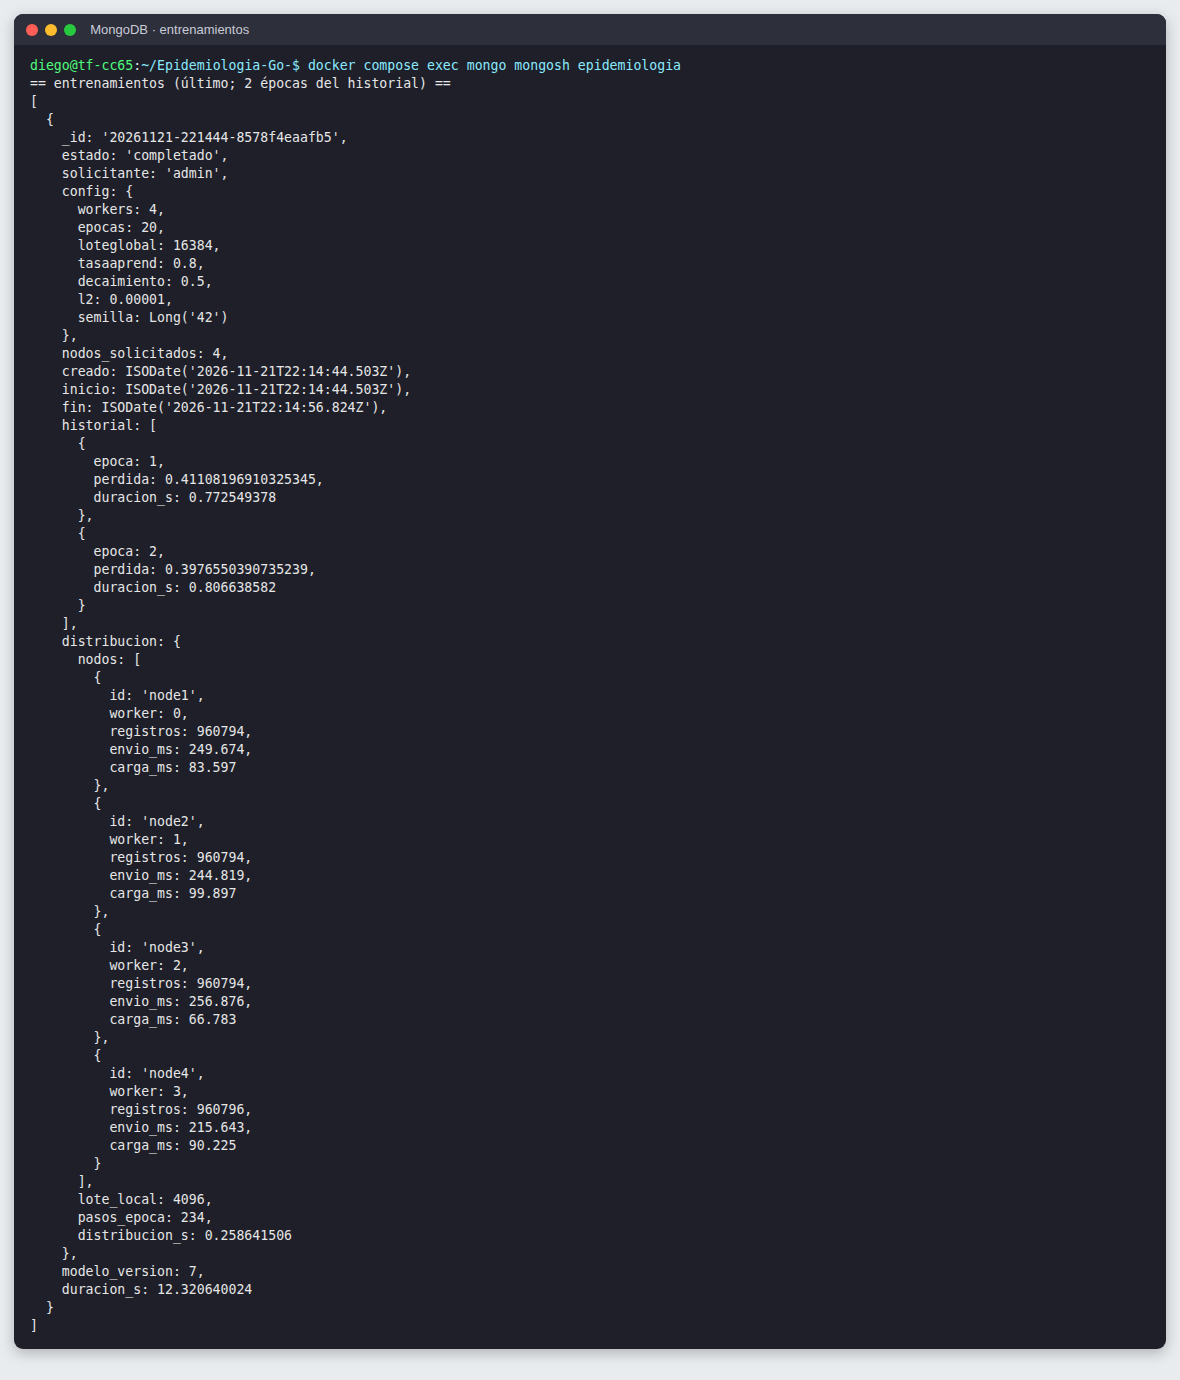 MongoDB · entrenamientos
diego@tf-cc65:~/Epidemiologia-Go-$ docker compose exec mongo mongosh epidemiologia
== entrenamientos (último; 2 épocas del historial) ==
[
  {
    _id: '20261121-221444-8578f4eaafb5',
    estado: 'completado',
    solicitante: 'admin',
    config: {
      workers: 4,
      epocas: 20,
      loteglobal: 16384,
      tasaaprend: 0.8,
      decaimiento: 0.5,
      l2: 0.00001,
      semilla: Long('42')
    },
    nodos_solicitados: 4,
    creado: ISODate('2026-11-21T22:14:44.503Z'),
    inicio: ISODate('2026-11-21T22:14:44.503Z'),
    fin: ISODate('2026-11-21T22:14:56.824Z'),
    historial: [
      {
        epoca: 1,
        perdida: 0.41108196910325345,
        duracion_s: 0.772549378
      },
      {
        epoca: 2,
        perdida: 0.3976550390735239,
        duracion_s: 0.806638582
      }
    ],
    distribucion: {
      nodos: [
        {
          id: 'node1',
          worker: 0,
          registros: 960794,
          envio_ms: 249.674,
          carga_ms: 83.597
        },
        {
          id: 'node2',
          worker: 1,
          registros: 960794,
          envio_ms: 244.819,
          carga_ms: 99.897
        },
        {
          id: 'node3',
          worker: 2,
          registros: 960794,
          envio_ms: 256.876,
          carga_ms: 66.783
        },
        {
          id: 'node4',
          worker: 3,
          registros: 960796,
          envio_ms: 215.643,
          carga_ms: 90.225
        }
      ],
      lote_local: 4096,
      pasos_epoca: 234,
      distribucion_s: 0.258641506
    },
    modelo_version: 7,
    duracion_s: 12.320640024
  }
]